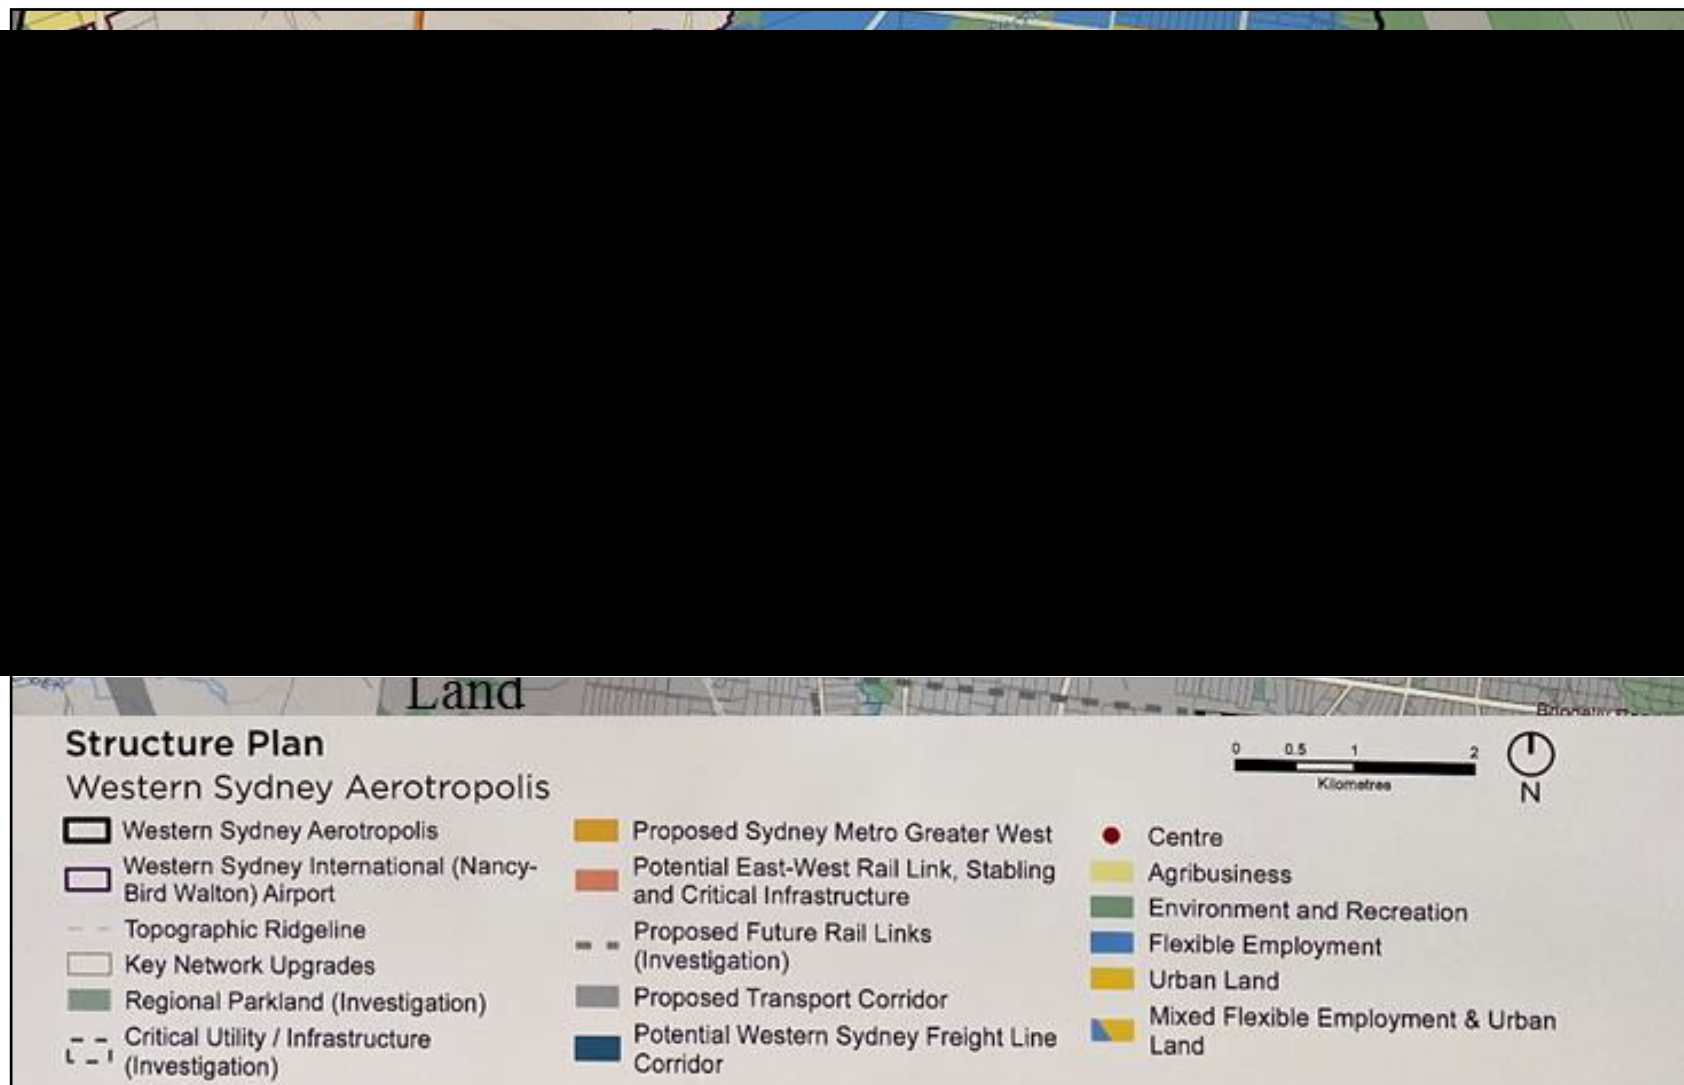 Land
Structure Plan
Western Sydney Aerotropolis
0 0.5 1 2
Kilometres
N
Western Sydney Aerotropolis
Western Sydney International (Nancy-
Bird Walton) Airport
Topographic Ridgeline
Key Network Upgrades
Regional Parkland (Investigation)
Critical Utility / Infrastructure
(Investigation)
Proposed Sydney Metro Greater West
Potential East-West Rail Link, Stabling
and Critical Infrastructure
Proposed Future Rail Links
(Investigation)
Proposed Transport Corridor
Potential Western Sydney Freight Line
Corridor
Centre
Agribusiness
Environment and Recreation
Flexible Employment
Urban Land
Mixed Flexible Employment & Urban
Land